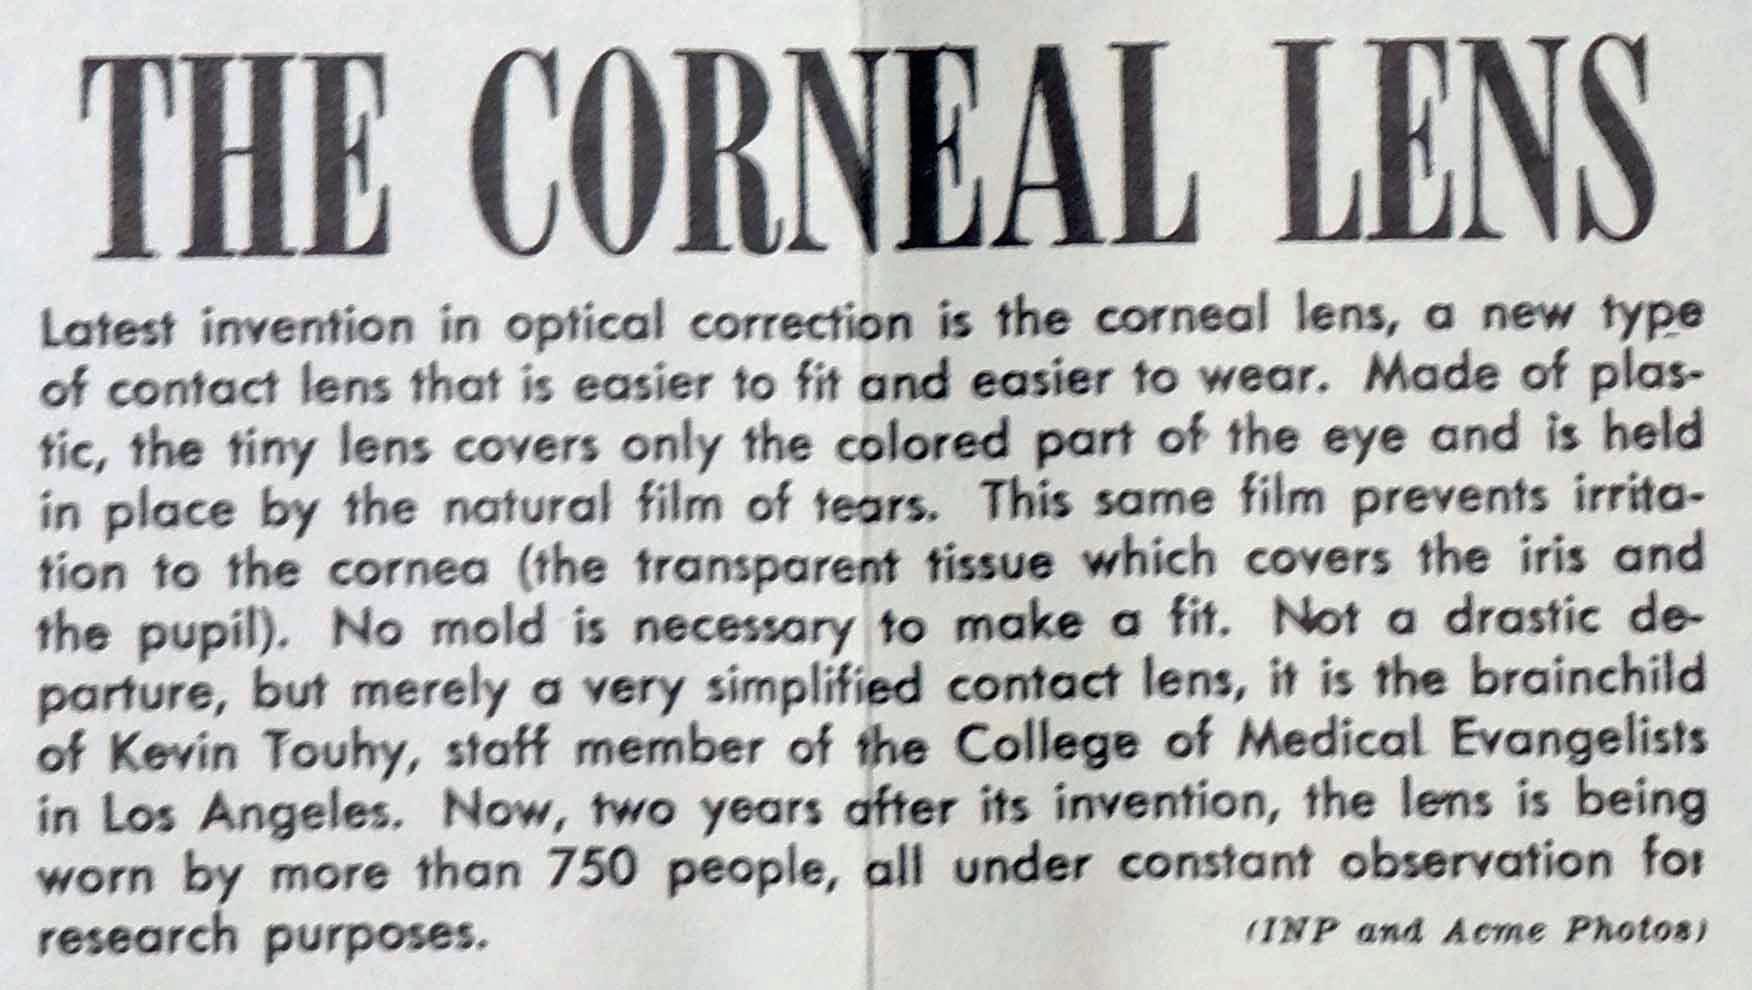 THE CORNEAL LENS
Latest invention in optical correction is the corneal lens, a new type
of contact lens that is easier to fit and easier to wear. Made of plas-
tic, the tiny lens covers only the colored part of the eye and is held
in place by the natural film of tears. This same film prevents irrita-
tion to the cornea (the transparent tissue which covers the iris and
the pupil). No mold is necessary to make a fit. Not a drastic de-
parture, but merely a very simplified contact lens, it is the brainchild
of Kevin Touhy, staff member of the College of Medical Evangelists
in Los Angeles. Now, two years after its invention, the lens is being
worn by more than 750 people, all under constant observation for
research purposes.
(INP and Acme Photos)